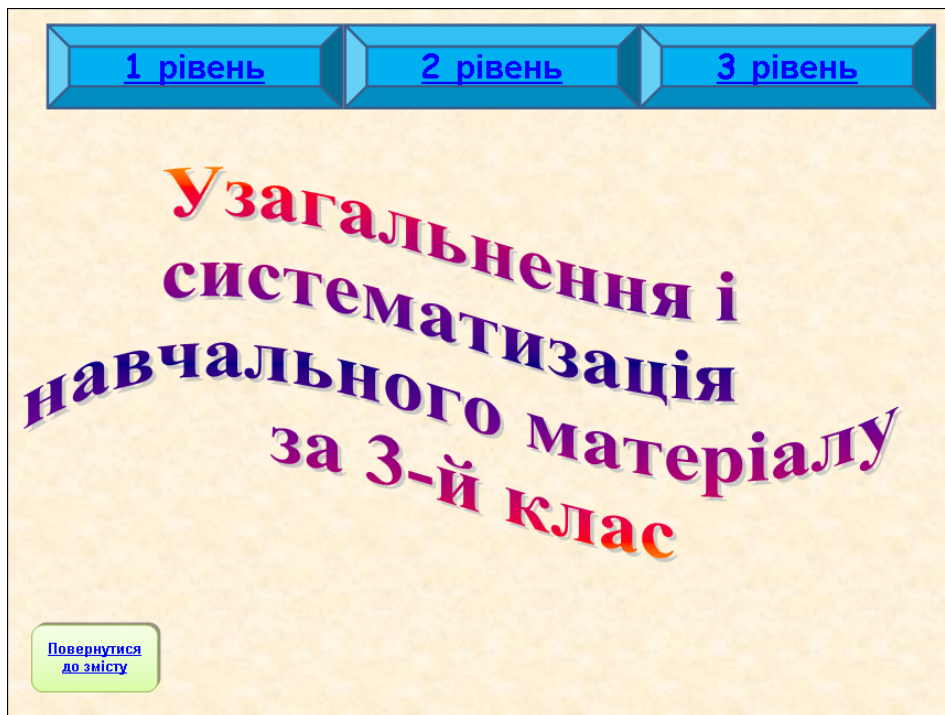 1 рівень
2 рівень
3 рівень
Узагальнення і
систематизація
навчального матеріалу
за 3-й клас
Повернутися
до змісту